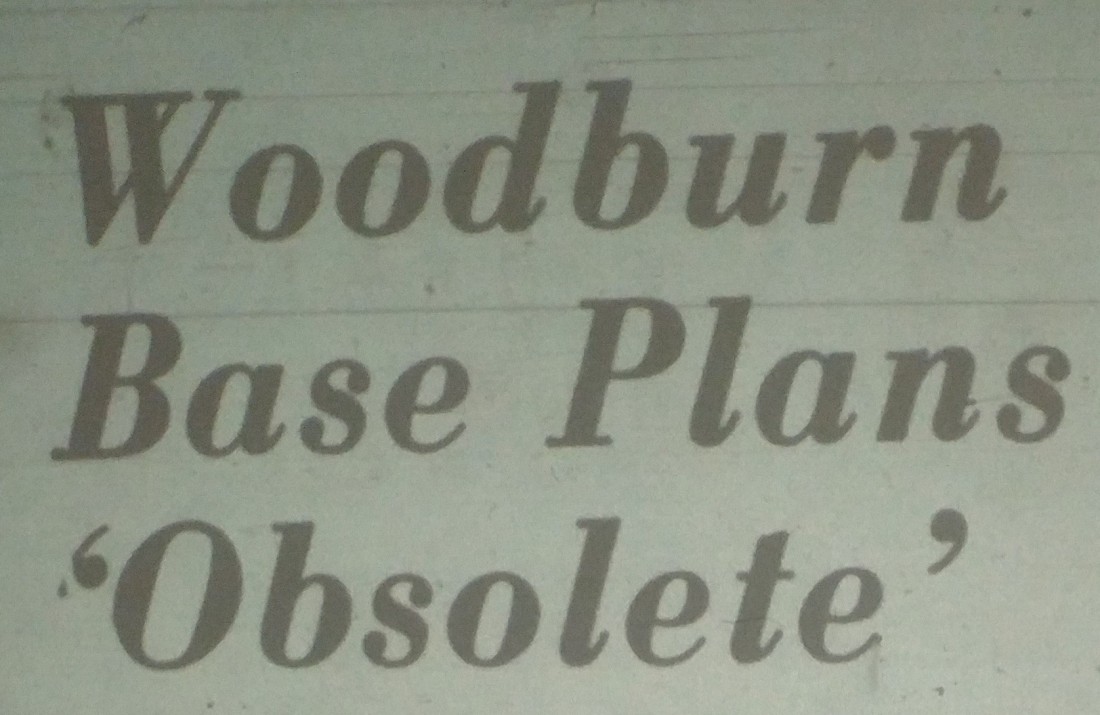 Woodburn
Base Plans
‘Obsolete’